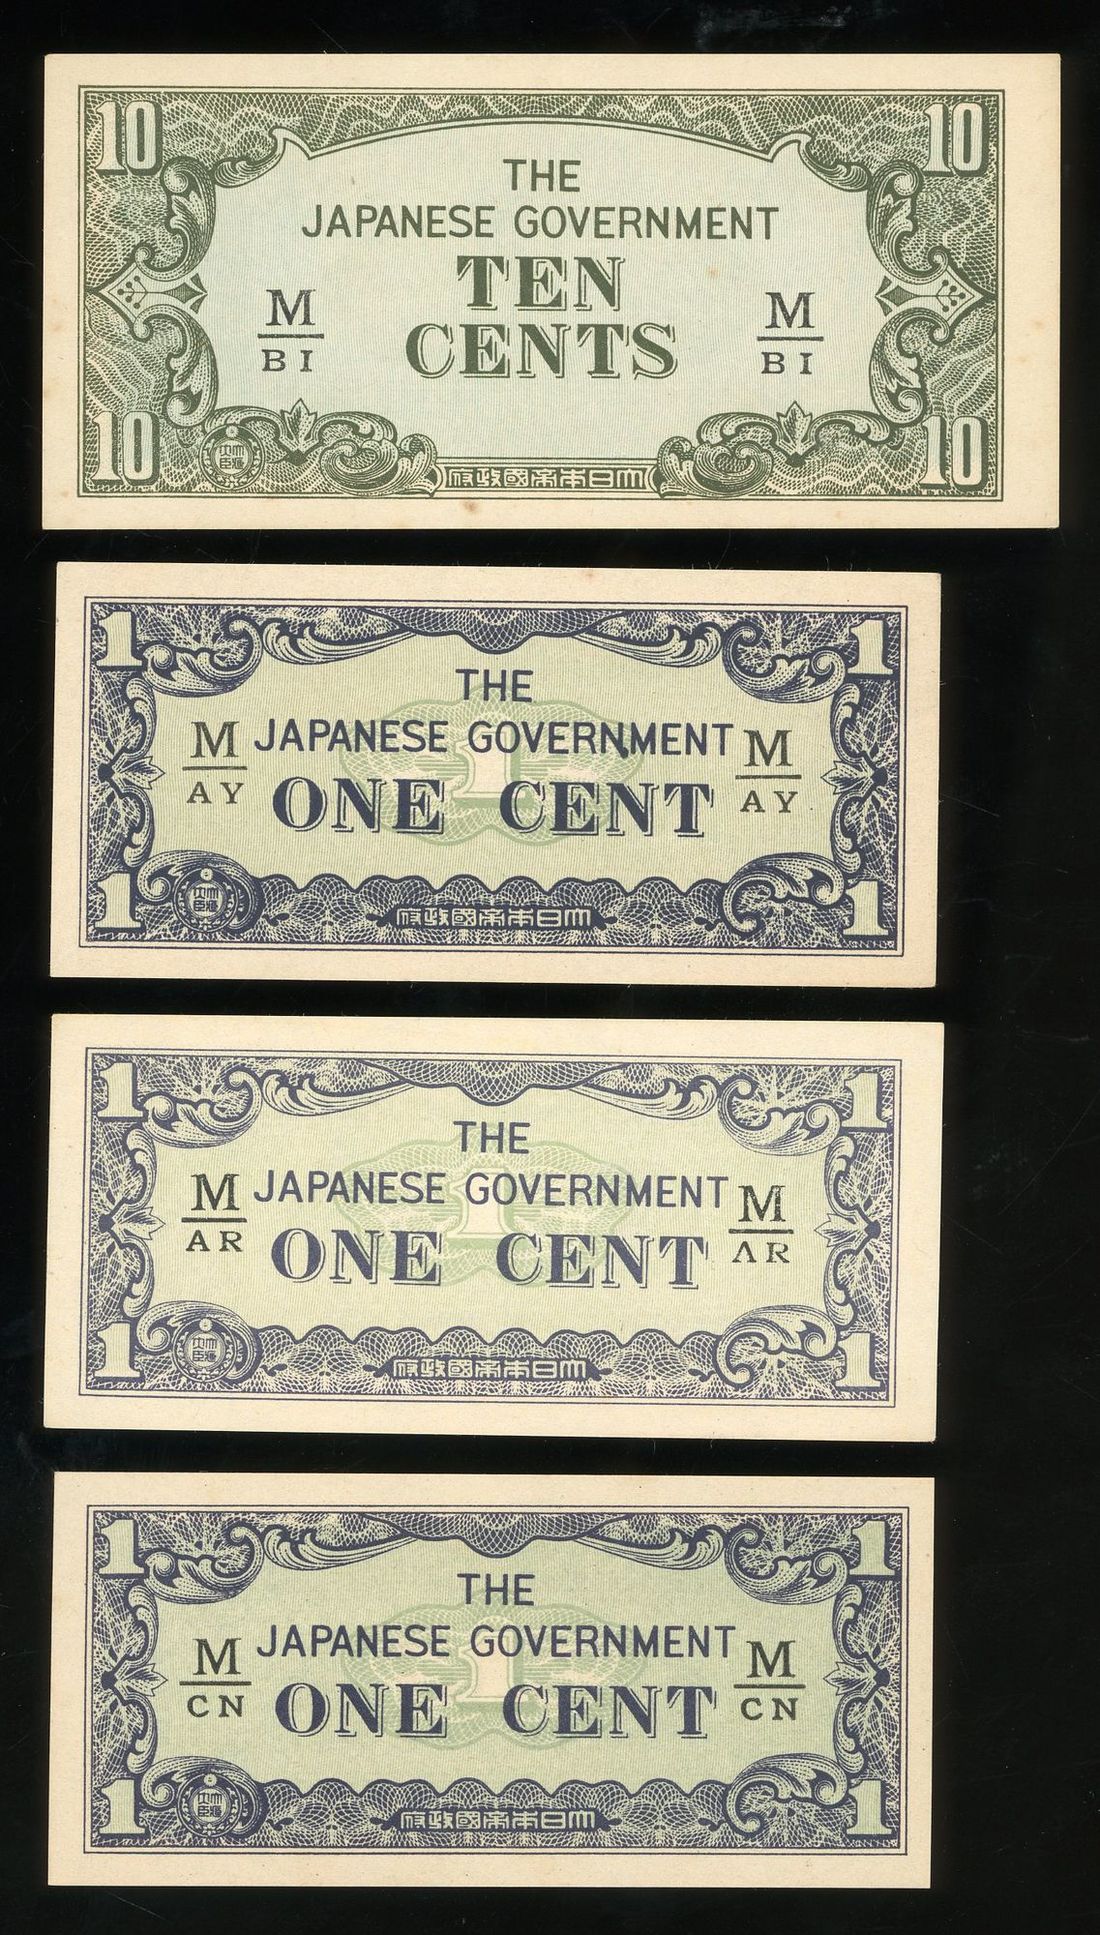 10 10
THE
JAPANESE GOVERNMENT
TEN
CENTS
M M
BI BI
10 10
府政國帝本日大
1 1
THE
M JAPANESE GOVERNMENT M
AY ONE CENT AY
1 1
府政國帝本日大
1 1
THE
M JAPANESE GOVERNMENT M
AR ONE CENT AR
1 1
府政國帝本日大
1 1
THE
M JAPANESE GOVERNMENT M
CN ONE CENT CN
1 1
府政國帝本日大